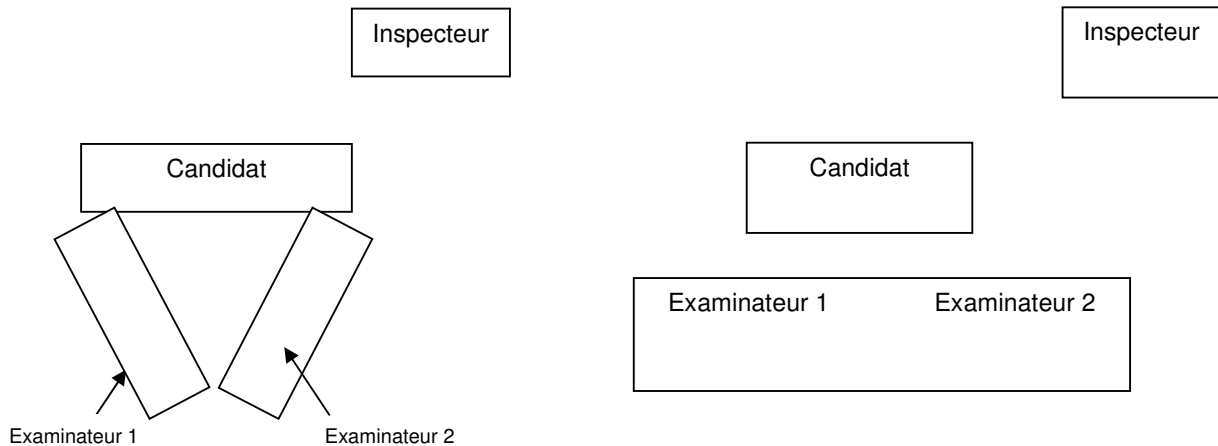 Inspecteur
Candidat
Examinateur 1
Examinateur 2
Inspecteur
Candidat
Examinateur 1
Examinateur 2